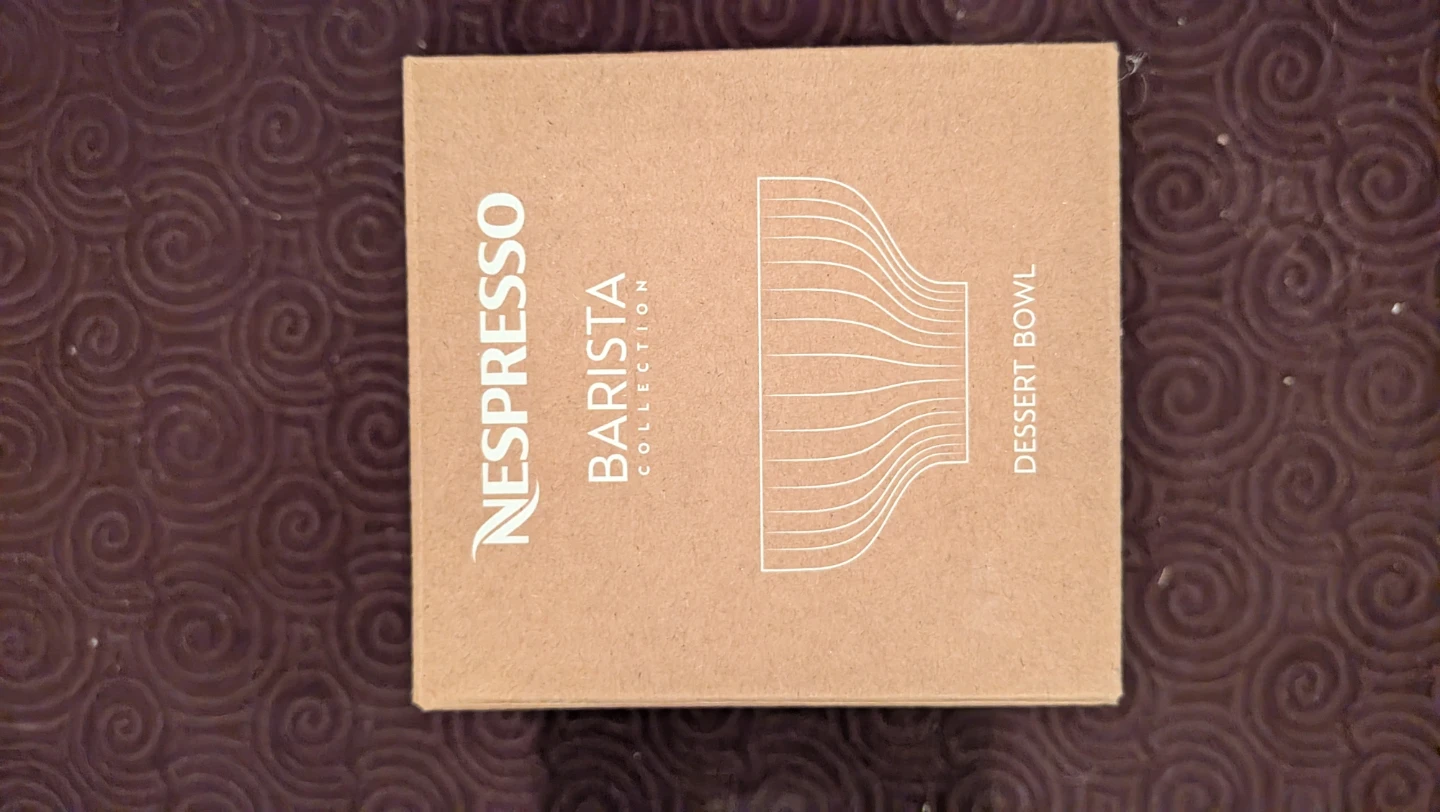 NESPRESSO
BARISTA
COLLECTION
DESSERT BOWL